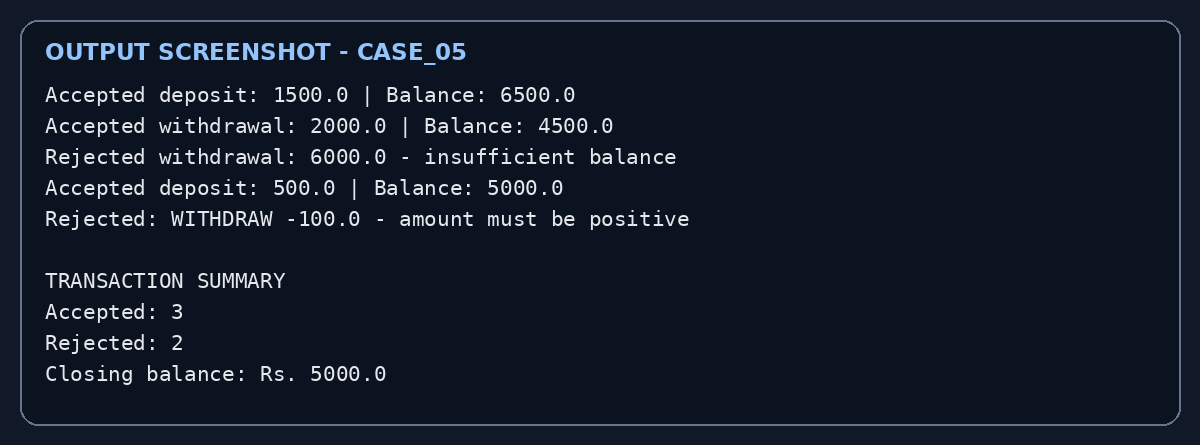 OUTPUT SCREENSHOT - CASE_05
Accepted deposit: 1500.0 | Balance: 6500.0
Accepted withdrawal: 2000.0 | Balance: 4500.0
Rejected withdrawal: 6000.0 - insufficient balance
Accepted deposit: 500.0 | Balance: 5000.0
Rejected: WITHDRAW -100.0 - amount must be positive
TRANSACTION SUMMARY
Accepted: 3
Rejected: 2
Closing balance: Rs. 5000.0